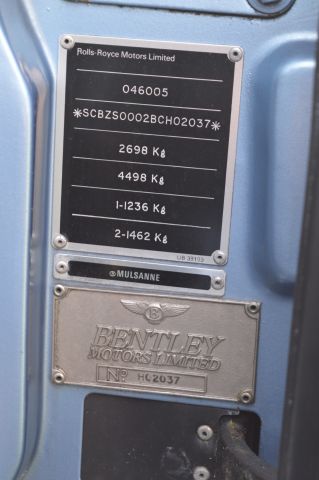 Rolls-Royce Motors Limited
046005
*SCBZS0002BCH02037*
2698 Kg
4498 Kg
1-1236 Kg
2-1462 Kg
®MULSANNE
B
BENTLEY
MOTORS LIMITED
No. H02037